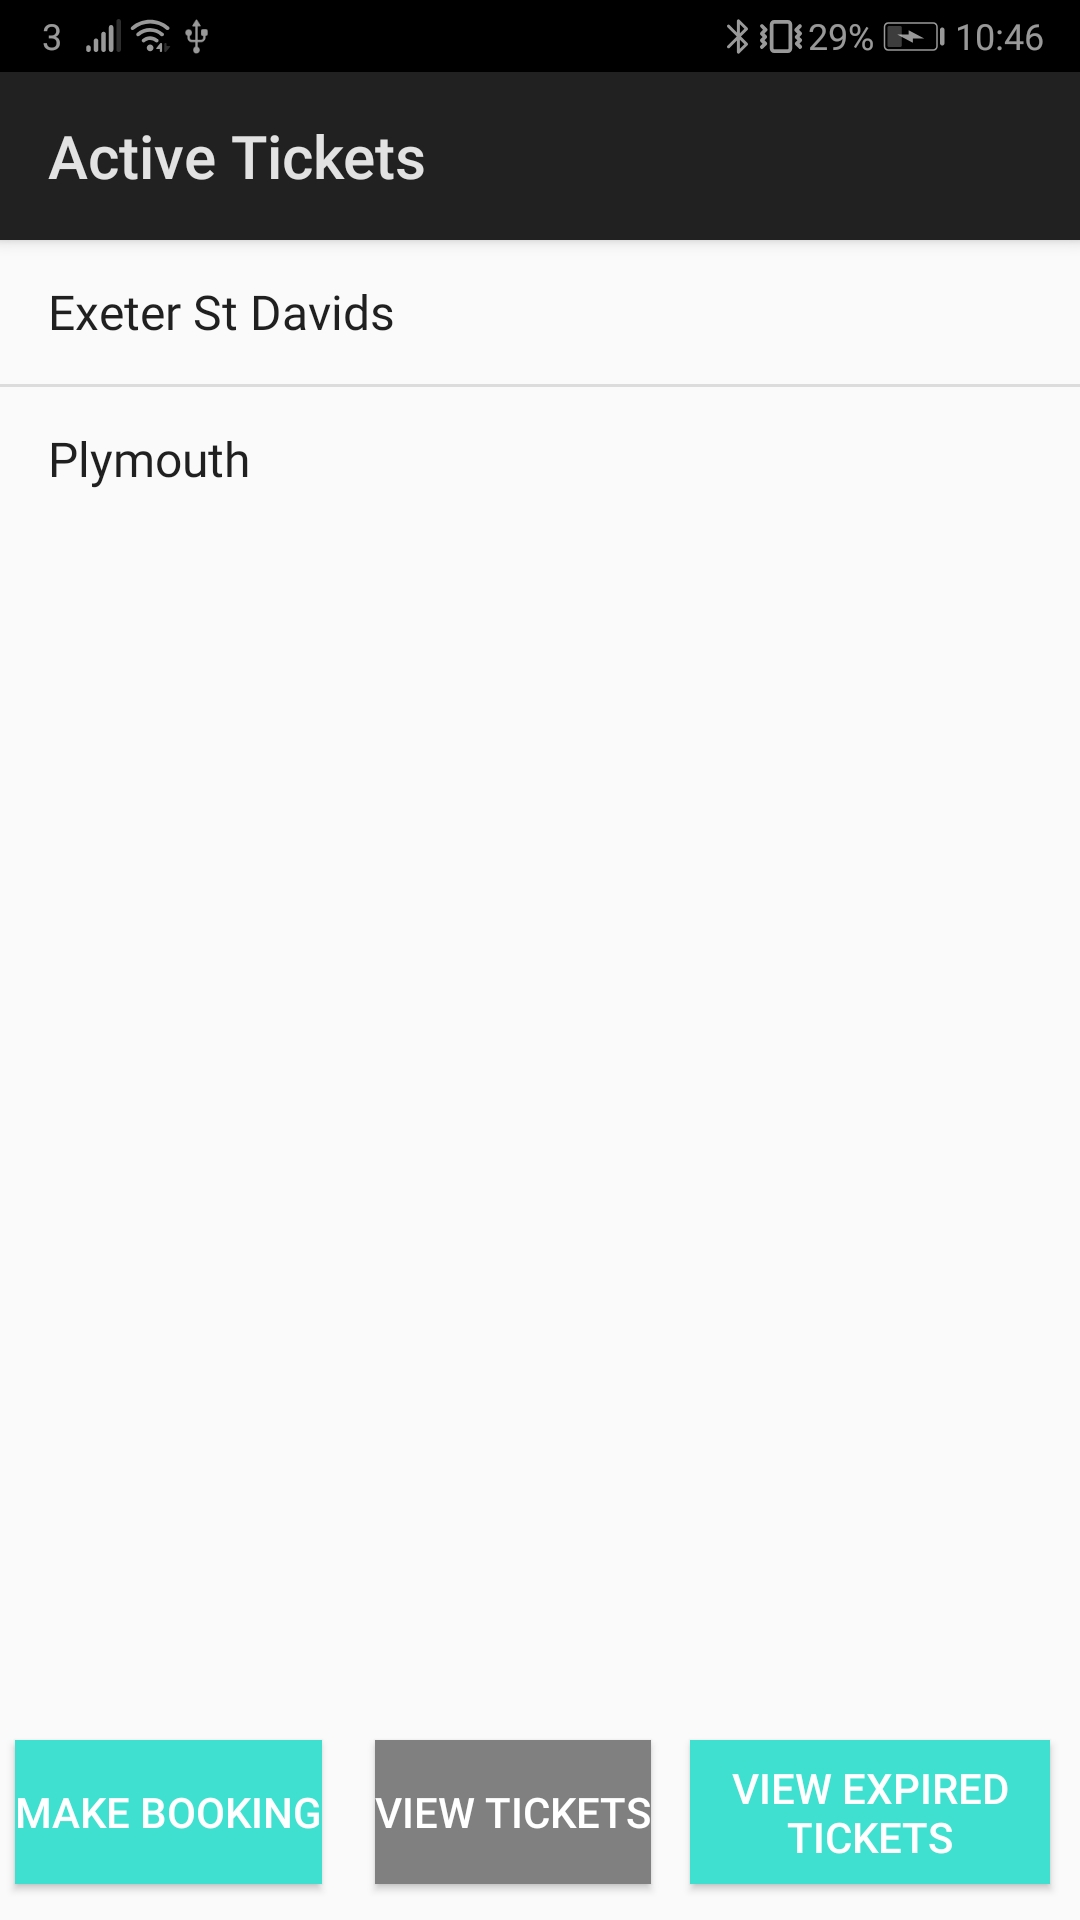 3 29% 10:46
Active Tickets
Exeter St Davids
Plymouth
MAKE BOOKING
VIEW TICKETS
VIEW EXPIRED
TICKETS